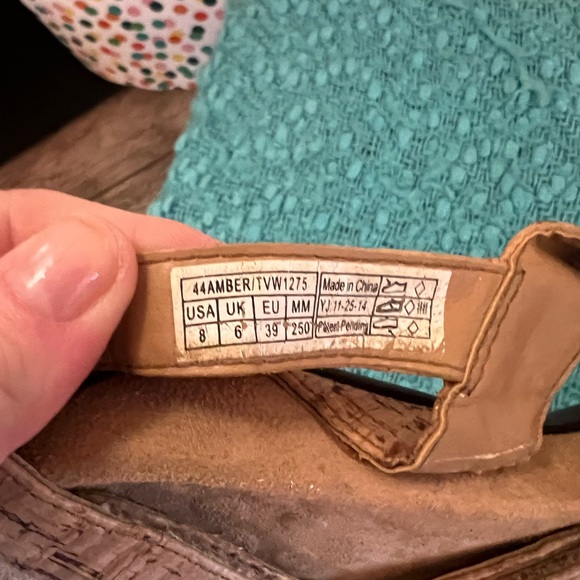 44AMBER/TVW1275 Made in China
USA UK EU MM YJ 11-25-14
8 6 39 250 Patent-Pending